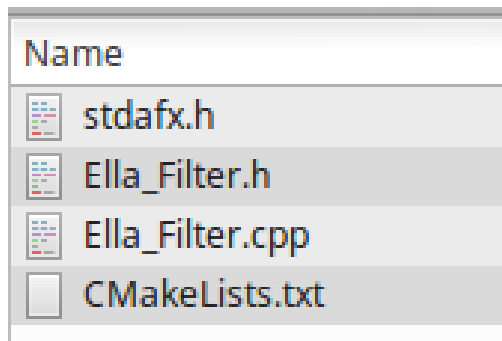 Name
stdafx.h
Ella_Filter.h
Ella_Filter.cpp
CMakeLists.txt